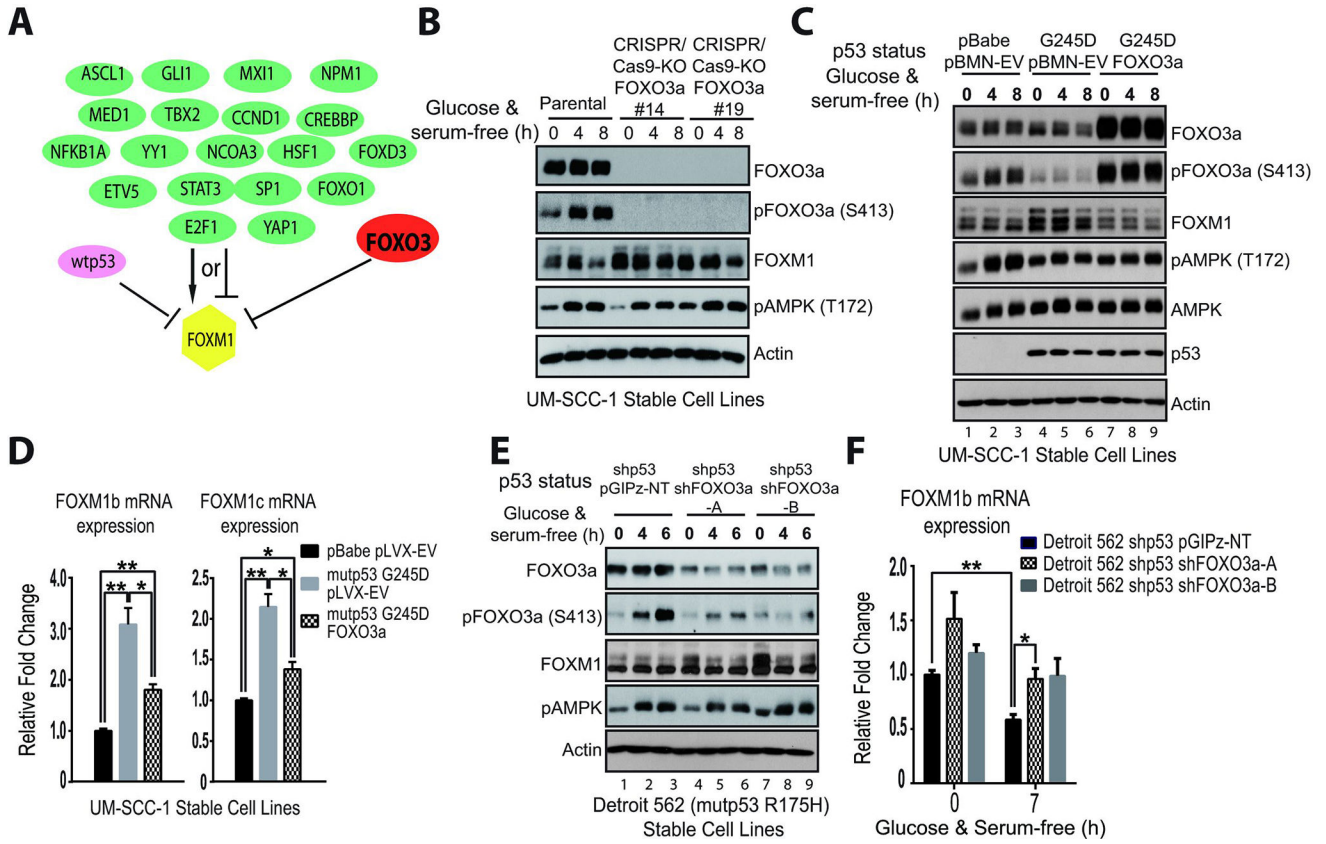 A
ASCL1 GLI1 MXI1 NPM1
MED1 TBX2 CCND1 CREBBP
NFKB1A YY1 NCOA3 HSF1 FOXD3
ETV5 STAT3 SP1 FOXO1
E2F1 YAP1
FOXO3
wtp53
or
FOXM1
B
CRISPR/ CRISPR/
Cas9-KO Cas9-KO
FOXO3a FOXO3a
Glucose & Parental #14 #19
serum-free (h) 0 4 8 0 4 8 0 4 8
FOXO3a
pFOXO3a (S413)
FOXM1
pAMPK (T172)
Actin
UM-SCC-1 Stable Cell Lines
C
p53 status pBabe G245D G245D
pBMN-EV pBMN-EV FOXO3a
Glucose &
serum-free (h) 0 4 8 0 4 8 0 4 8
FOXO3a
pFOXO3a (S413)
FOXM1
pAMPK (T172)
AMPK
p53
Actin
1 2 3 4 5 6 7 8 9
UM-SCC-1 Stable Cell Lines
D
FOXM1b mRNA
expression
FOXM1c mRNA
expression
pBabe pLVX-EV
mutp53 G245D
pLVX-EV
mutp53 G245D
FOXO3a
Relative Fold Change
4.0
3.0
2.0
1.0
0
** ** *
2.5
2.0
1.5
1.0
0.5
0
* ** *
UM-SCC-1 Stable Cell Lines
E
p53 status shp53 shp53 shp53
pGIPz-NT shFOXO3a shFOXO3a
-A -B
Glucose &
serum-free (h) 0 4 6 0 4 6 0 4 6
FOXO3a
pFOXO3a (S413)
FOXM1
pAMPK
Actin
1 2 3 4 5 6 7 8 9
Detroit 562 (mutp53 R175H)
Stable Cell Lines
F
FOXM1b mRNA
expression
Detroit 562 shp53 pGIPz-NT
Detroit 562 shp53 shFOXO3a-A
Detroit 562 shp53 shFOXO3a-B
Relative Fold Change
2.0
1.5
1.0
0.5
0.0
** *
0 7
Glucose & Serum-free (h)